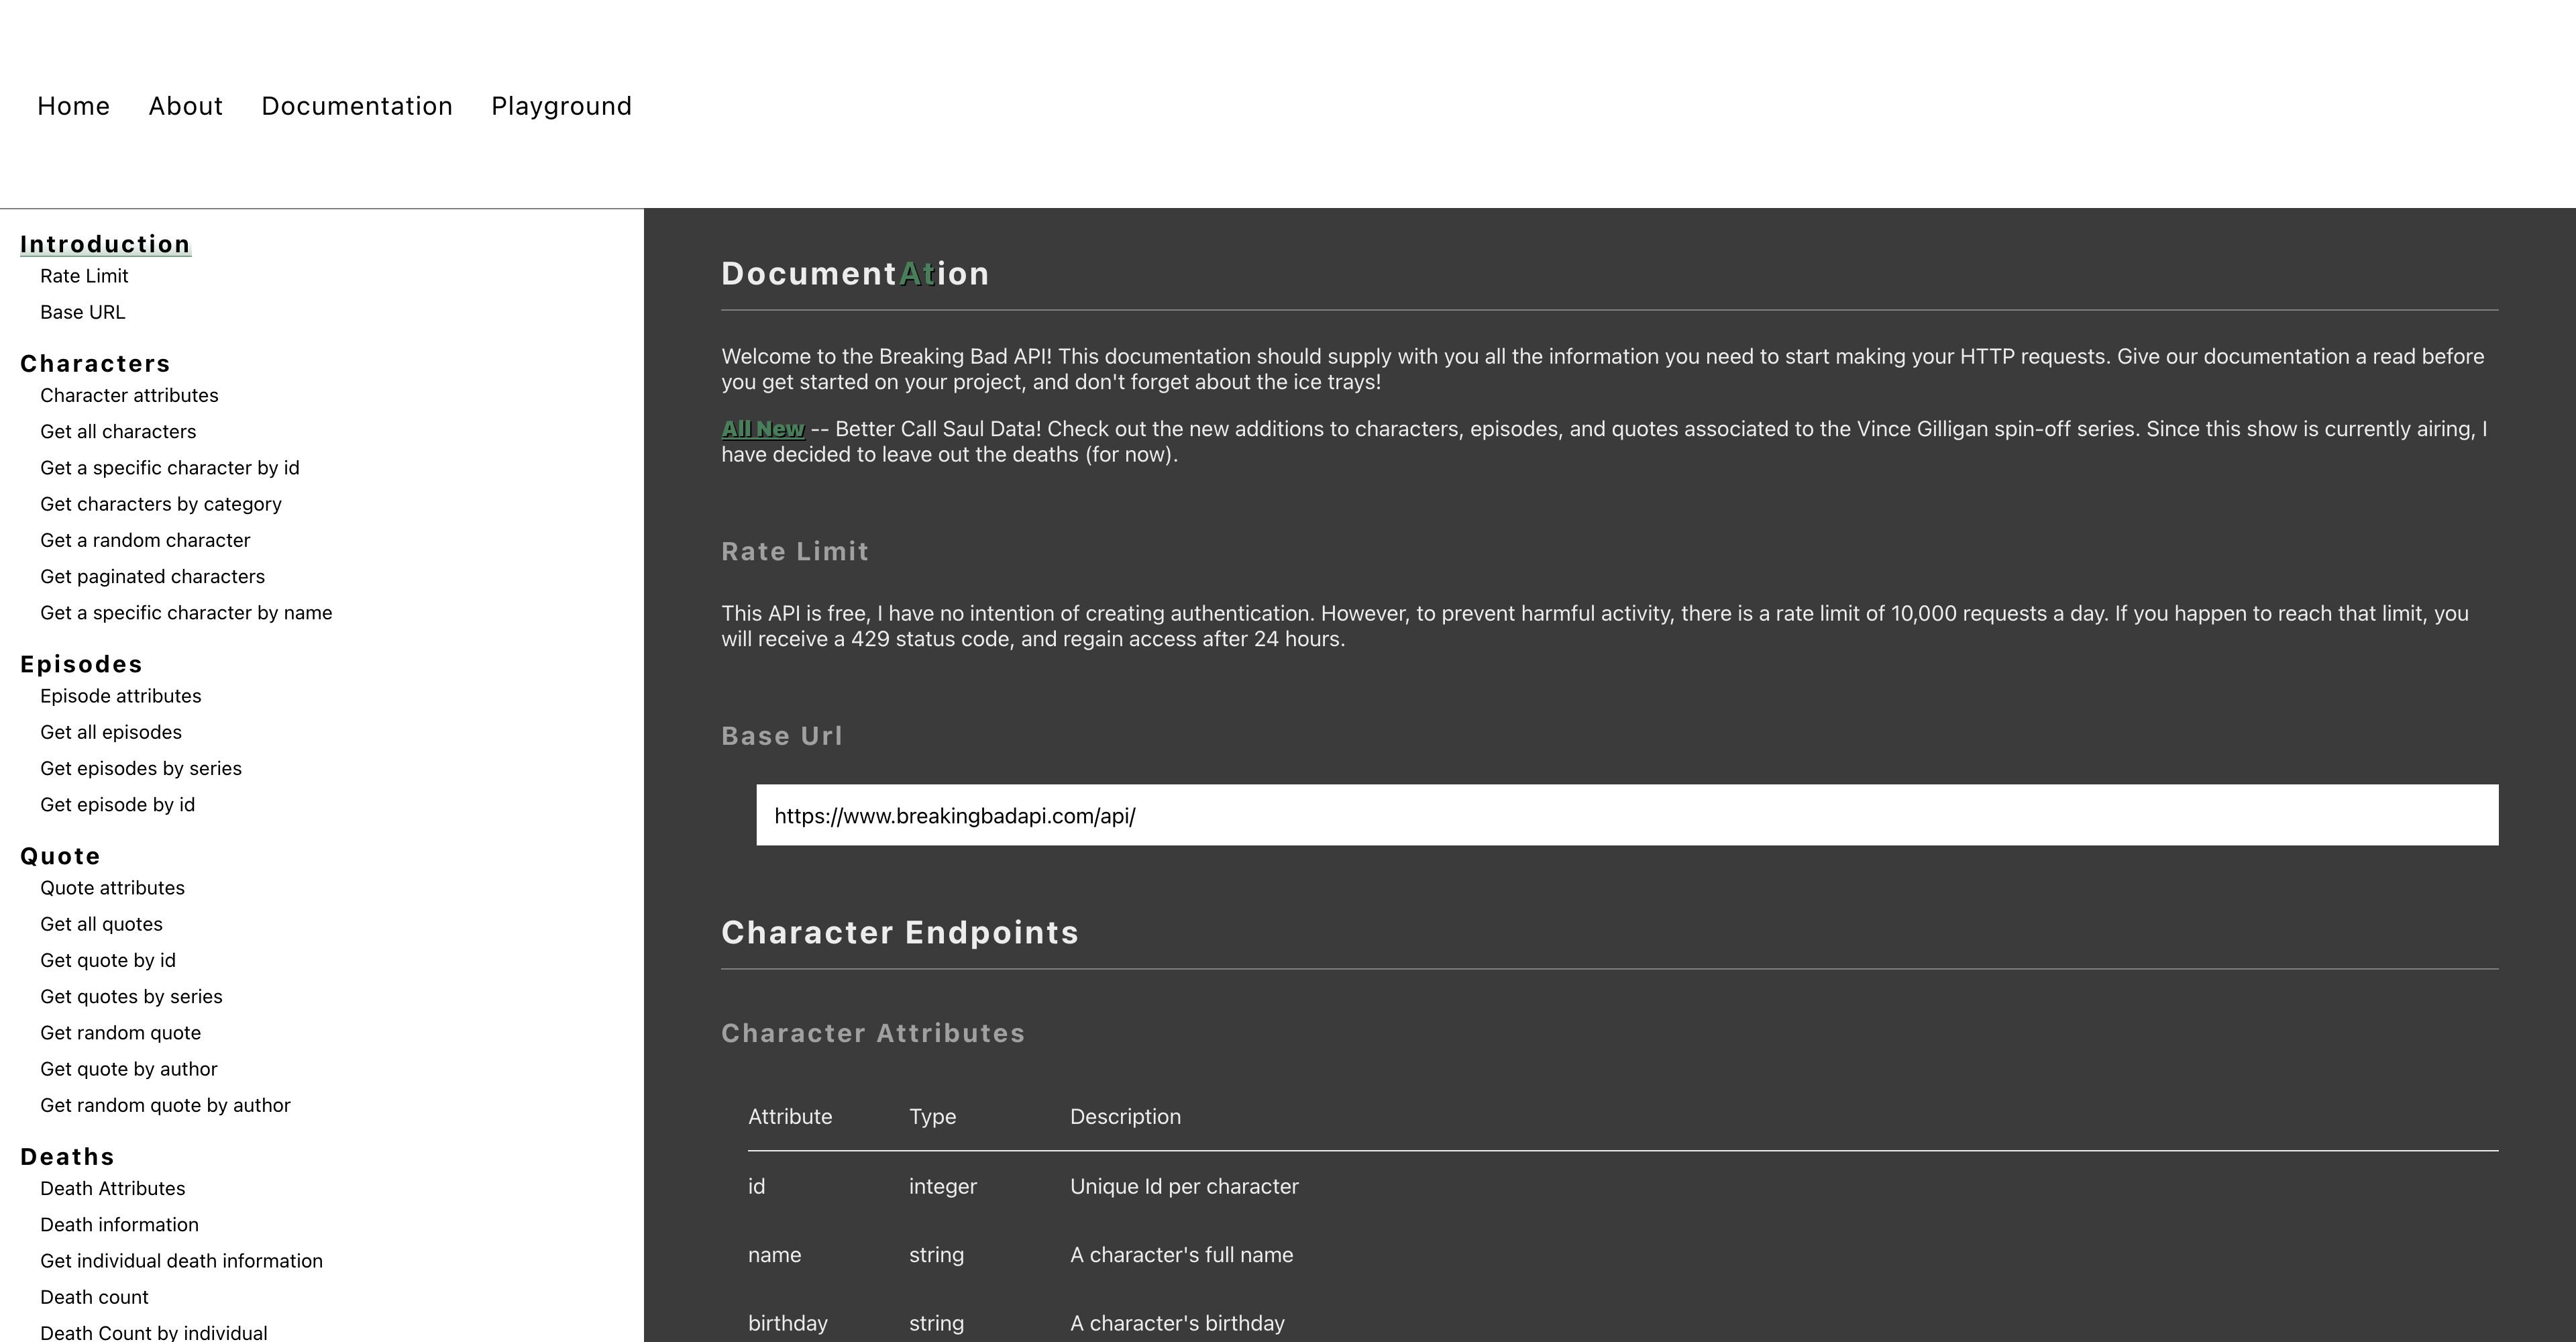 Home About Documentation Playground
Introduction
Rate Limit
Base URL
Characters
Character attributes
Get all characters
Get a specific character by id
Get characters by category
Get a random character
Get paginated characters
Get a specific character by name
Episodes
Episode attributes
Get all episodes
Get episodes by series
Get episode by id
Quote
Quote attributes
Get all quotes
Get quote by id
Get quotes by series
Get random quote
Get quote by author
Get random quote by author
Deaths
Death Attributes
Death information
Get individual death information
Death count
Death Count by individual
DocumentAtion
Welcome to the Breaking Bad API! This documentation should supply with you all the information you need to start making your HTTP requests. Give our documentation a read before
you get started on your project, and don't forget about the ice trays!
All New -- Better Call Saul Data! Check out the new additions to characters, episodes, and quotes associated to the Vince Gilligan spin-off series. Since this show is currently airing, I
have decided to leave out the deaths (for now).
Rate Limit
This API is free, I have no intention of creating authentication. However, to prevent harmful activity, there is a rate limit of 10,000 requests a day. If you happen to reach that limit, you
will receive a 429 status code, and regain access after 24 hours.
Base Url
https://www.breakingbadapi.com/api/
Character Endpoints
Character Attributes
Attribute Type Description
id integer Unique Id per character
name string A character's full name
birthday string A character's birthday